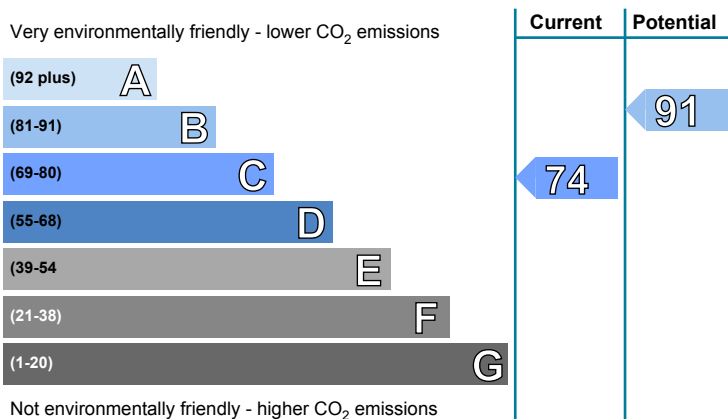 Current Potential
Very environmentally friendly - lower CO2 emissions
(92 plus) A
(81-91) B
91
(69-80) C
74
(55-68) D
(39-54 E
(21-38) F
(1-20) G
Not environmentally friendly - higher CO2 emissions